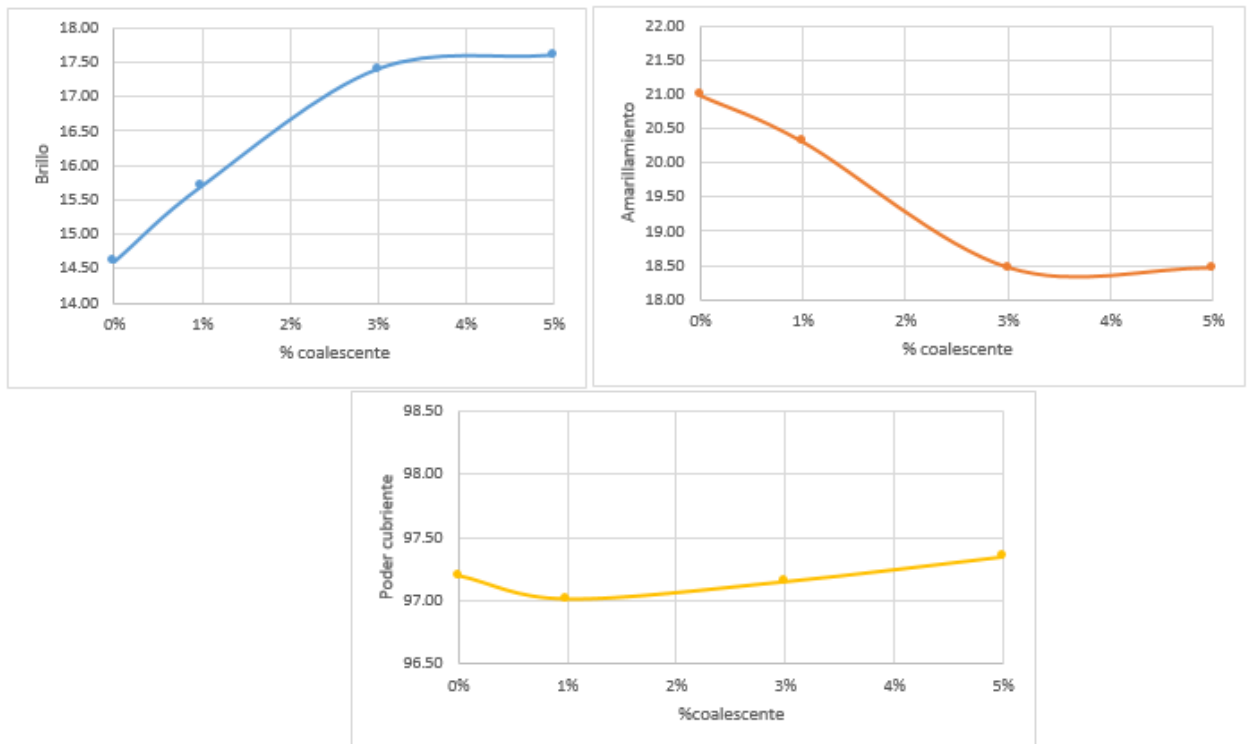 18.00
17.50
17.00
16.50
16.00
15.50
15.00
14.50
14.00
Brillo
0% 1% 2% 3% 4% 5%
% coalescente
22.00
21.50
21.00
20.50
20.00
19.50
19.00
18.50
18.00
Amarillamiento
0% 1% 2% 3% 4% 5%
% coalescente
98.50
98.00
97.50
97.00
96.50
Poder cubriente
0% 1% 2% 3% 4% 5%
%coalescente